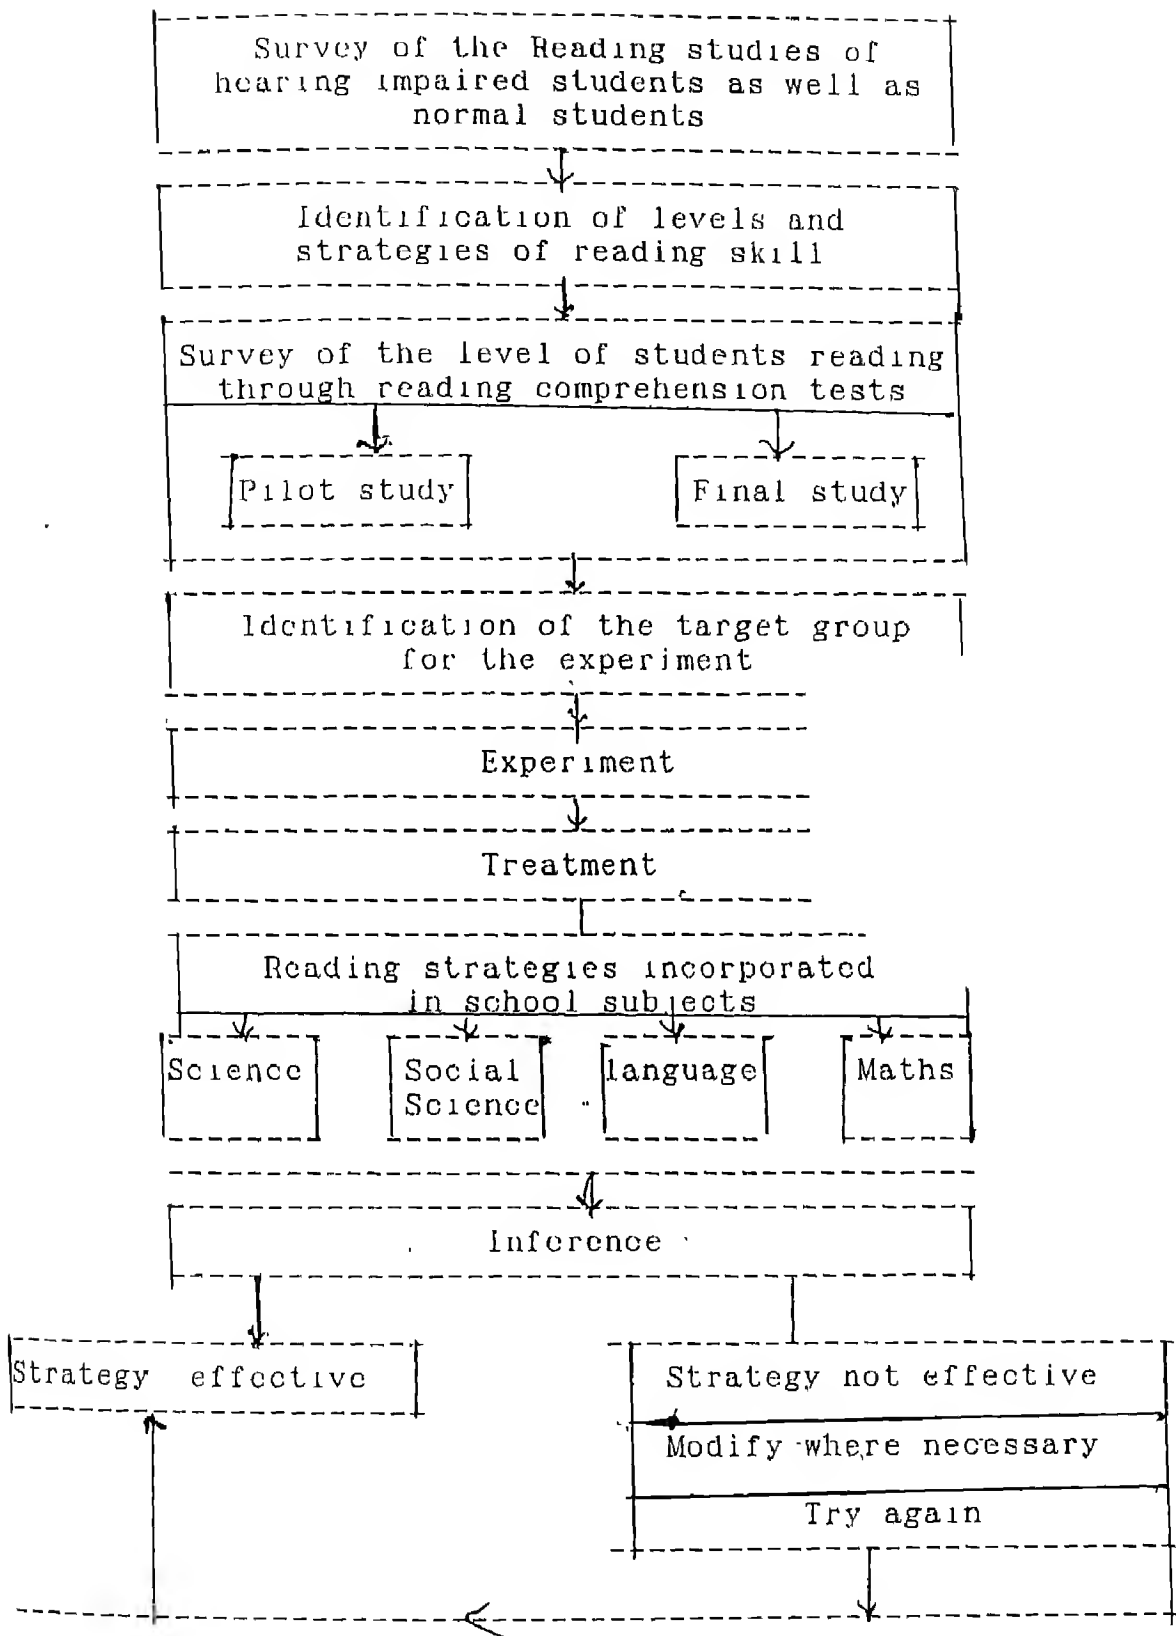 Survey of the Reading studies of
hearing impaired students as well as
normal students
Identification of levels and
strategies of reading skill
Survey of the level of students reading
through reading comprehension tests
Pilot study
Final study
Identification of the target group
for the experiment
Experiment
Treatment
Reading strategies incorporated
in school subjects
Science
Social
Science
language
Maths
Inference
Strategy effective
Strategy not effective
Modify where necessary
Try again